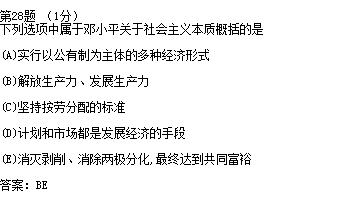 第28题 （1分）
下列选项中属于邓小平关于社会主义本质概括的是
(A)实行以公有制为主体的多种经济形式
(B)解放生产力、发展生产力
(C)坚持按劳分配的标准
(D)计划和市场都是发展经济的手段
(E)消灭剥削、消除两极分化,最终达到共同富裕
答案：BE